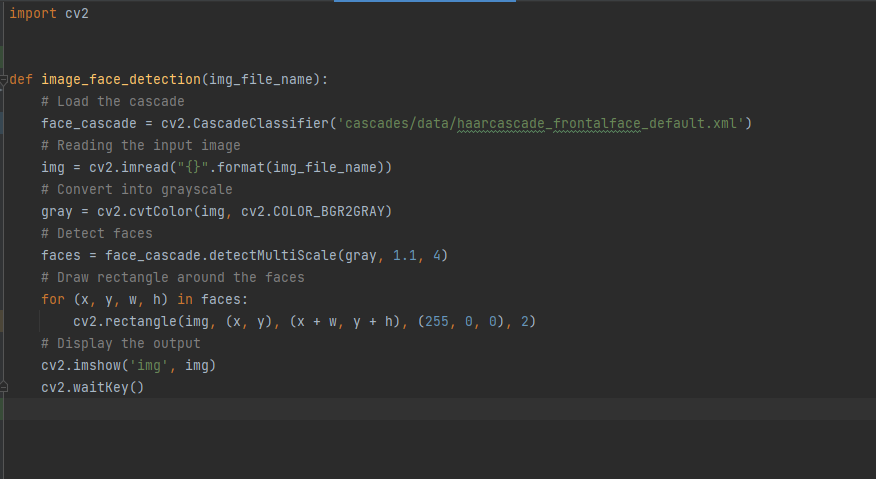 import cv2
def image_face_detection(img_file_name):
    # Load the cascade
    face_cascade = cv2.CascadeClassifier('cascades/data/haarcascade_frontalface_default.xml')
    # Reading the input image
    img = cv2.imread("{}".format(img_file_name))
    # Convert into grayscale
    gray = cv2.cvtColor(img, cv2.COLOR_BGR2GRAY)
    # Detect faces
    faces = face_cascade.detectMultiScale(gray, 1.1, 4)
    # Draw rectangle around the faces
    for (x, y, w, h) in faces:
        cv2.rectangle(img, (x, y), (x + w, y + h), (255, 0, 0), 2)
    # Display the output
    cv2.imshow('img', img)
    cv2.waitKey()